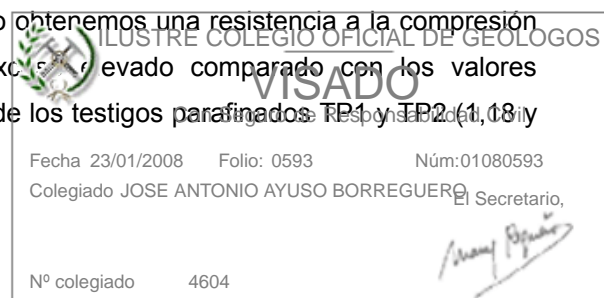 o obtenemos una resistencia a la compresión
ILUSTRE COLEGIO OFICIAL DE GEÓLOGOS
elevado comparado con los valores
VISADO
de los testigos parafinados TP1 y TP2 (1,18 y
Con Seguro de Responsabilidad Civil
Fecha 23/01/2008 Folio: 0593 Núm:01080593
Colegiado JOSE ANTONIO AYUSO BORREGUERO
El Secretario,
Nº colegiado 4604